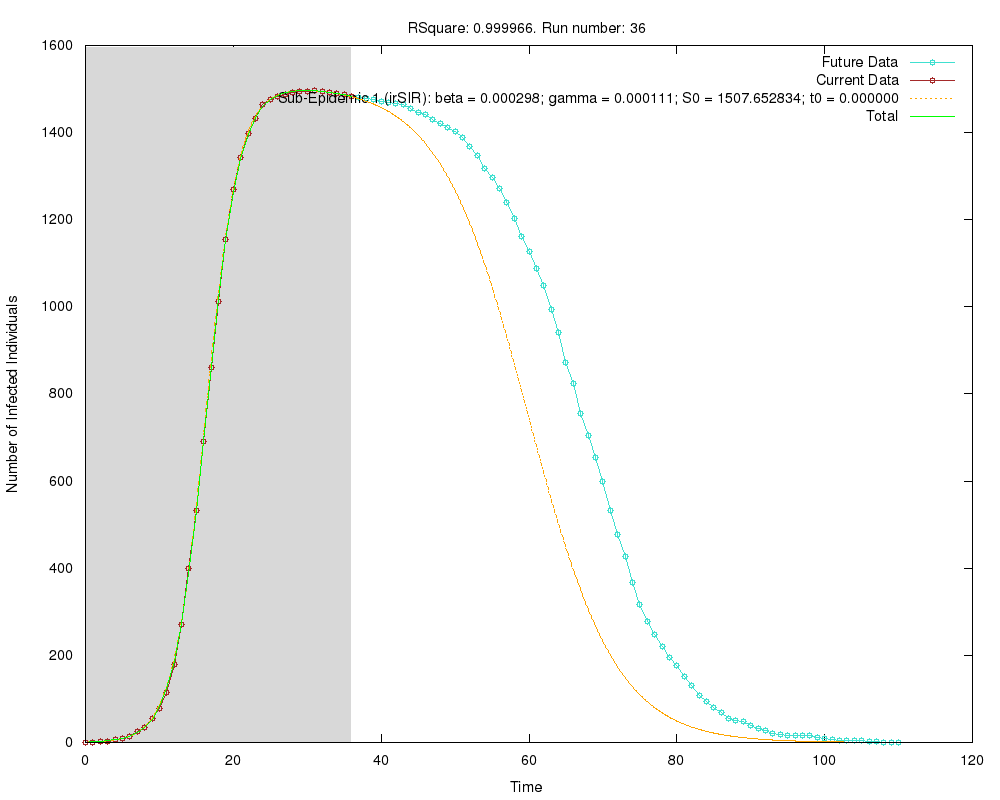 RSquare: 0.999966. Run number: 36
1600
1400
1200
1000
800
600
400
200
0
0 20 40 60 80 100 120
Number of Infected Individuals
Time
Future Data
Current Data
Sub-Epidemic 1 (irSIR): beta = 0.000298; gamma = 0.000111; S0 = 1507.652834; t0 = 0.000000
Total